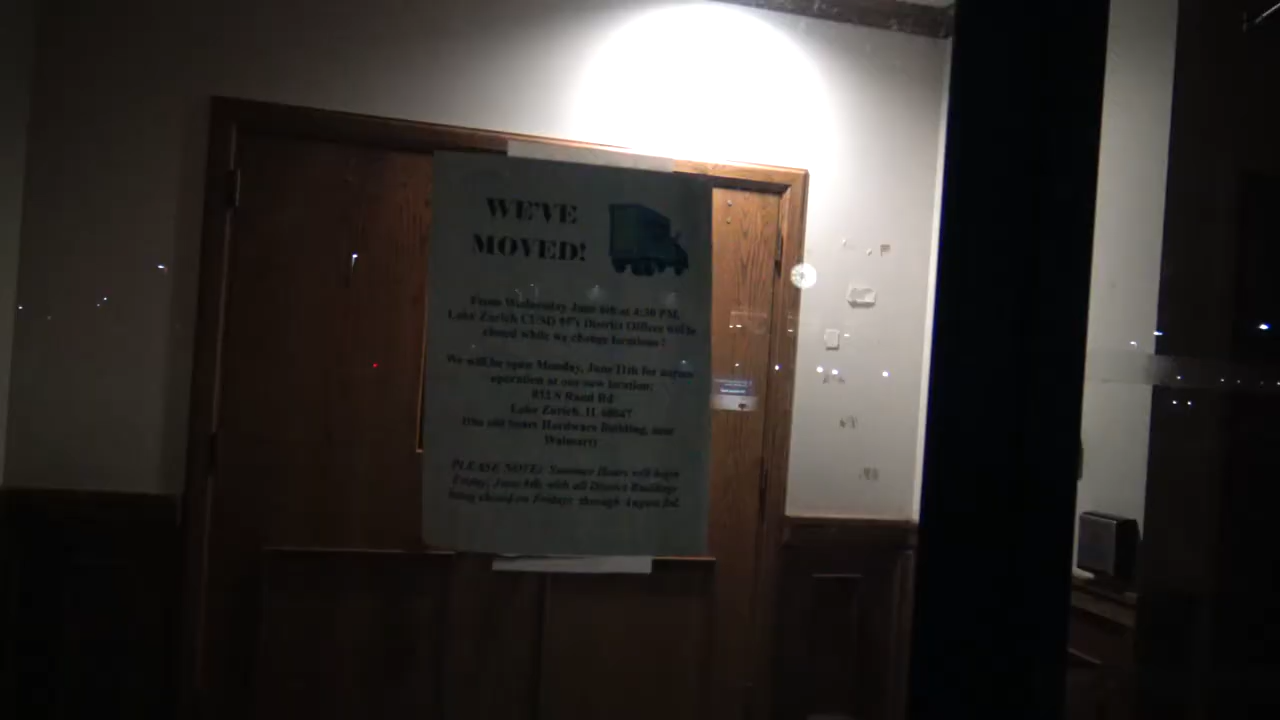 WE'VE
MOVED!
From Wednesday June 6th at 4:30 PM,
Lake Zurich CUSD 95's District Offices will be
closed while we change locations!
We will be open Monday, June 11th for
operation at our new location:
832 S Rand Rd
Lake Zurich, IL 60047
(the old Sears Hardware Building, near
Walmart)
PLEASE NOTE: Summer Hours will begin
Friday, June 8th with all District Buildings
being closed on Fridays through August 3rd.